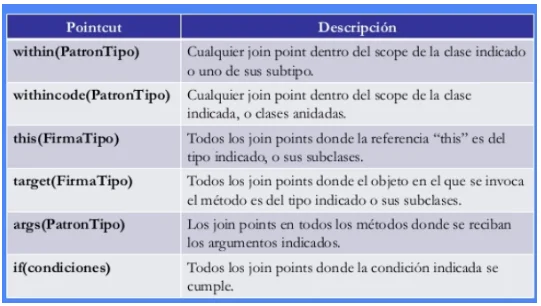 Pointcut Descripción
within(PatronTipo) Cualquier join point dentro del scope de la clase indicado
o uno de sus subtipo.
withincode(PatronTipo) Cualquier join point dentro del scope de la clase
indicada, o clases anidadas.
this(FirmaTipo) Todos los join points donde la referencia “this” es del
tipo indicado, o sus subclases.
target(FirmaTipo) Todos los join points donde el objeto en el que se invoca
el método es del tipo indicado o sus subclases.
args(PatronTipo) Los join points en todos los métodos donde se reciban
los argumentos indicados.
if(condiciones) Todos los join points donde la condición indicada se
cumple.